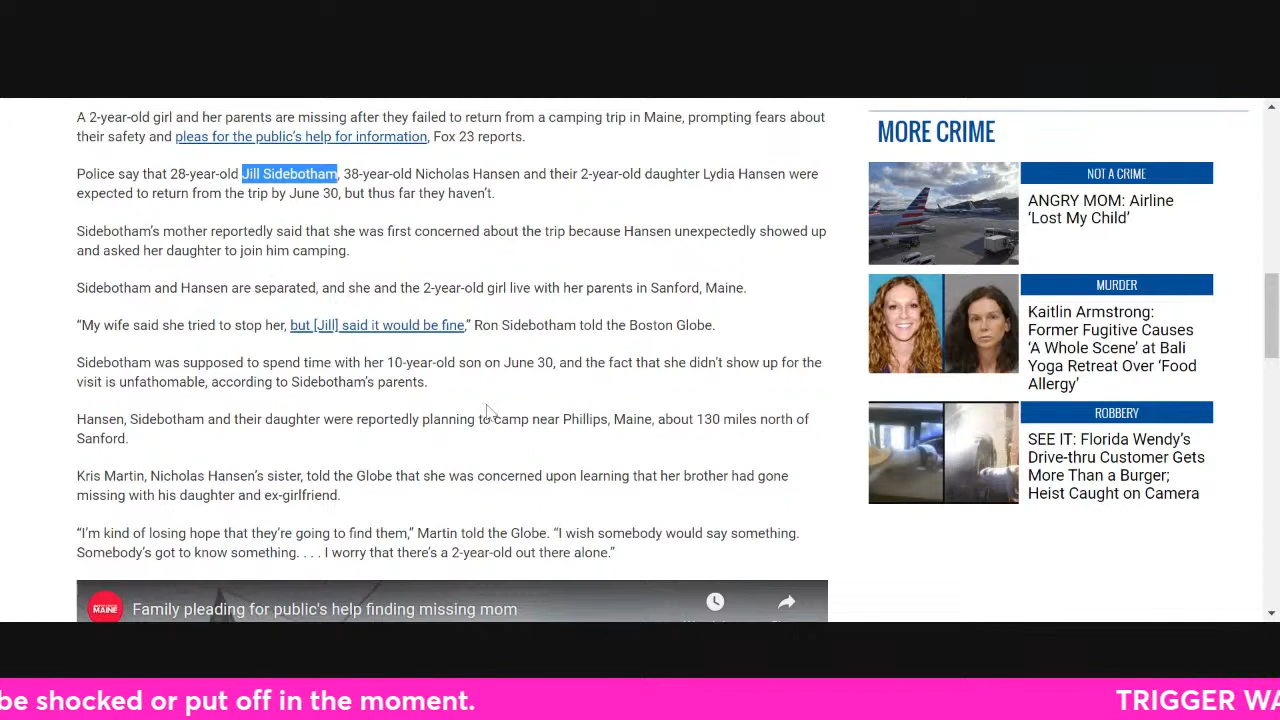 A 2-year-old girl and her parents are missing after they failed to return from a camping trip in Maine, prompting fears about
their safety and pleas for the public's help for information, Fox 23 reports.
Police say that 28-year-old Jill Sidebotham, 38-year-old Nicholas Hansen and their 2-year-old daughter Lydia Hansen were
expected to return from the trip by June 30, but thus far they haven't.
Sidebotham's mother reportedly said that she was first concerned about the trip because Hansen unexpectedly showed up
and asked her daughter to join him camping.
Sidebotham and Hansen are separated, and she and the 2-year-old girl live with her parents in Sanford, Maine.
“My wife said she tried to stop her, but [Jill] said it would be fine,” Ron Sidebotham told the Boston Globe.
Sidebotham was supposed to spend time with her 10-year-old son on June 30, and the fact that she didn't show up for the
visit is unfathomable, according to Sidebotham's parents.
Hansen, Sidebotham and their daughter were reportedly planning to camp near Phillips, Maine, about 130 miles north of
Sanford.
Kris Martin, Nicholas Hansen's sister, told the Globe that she was concerned upon learning that her brother had gone
missing with his daughter and ex-girlfriend.
“I'm kind of losing hope that they're going to find them,” Martin told the Globe. “I wish somebody would say something.
Somebody's got to know something. . . . I worry that there's a 2-year-old out there alone.”
MAINE
Family pleading for public's help finding missing mom
MORE CRIME
NOT A CRIME
ANGRY MOM: Airline
‘Lost My Child’
MURDER
Kaitlin Armstrong:
Former Fugitive Causes
‘A Whole Scene’ at Bali
Yoga Retreat Over ‘Food
Allergy’
ROBBERY
SEE IT: Florida Wendy's
Drive-thru Customer Gets
More Than a Burger;
Heist Caught on Camera
be shocked or put off in the moment.
TRIGGER WA